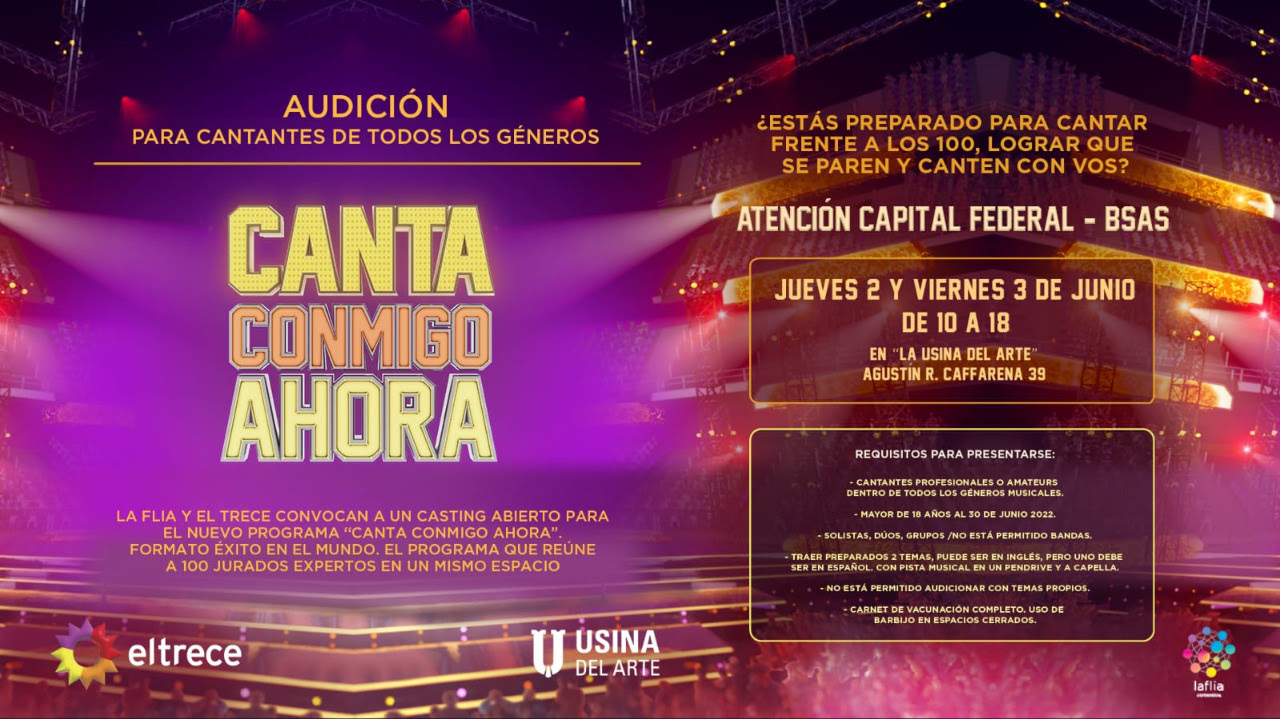 AUDICIÓN
PARA CANTANTES DE TODOS LOS GÉNEROS
CANTA
CONMIGO
AHORA
LA FLIA Y EL TRECE CONVOCAN A UN CASTING ABIERTO PARA
EL NUEVO PROGRAMA “CANTA CONMIGO AHORA”.
FORMATO ÉXITO EN EL MUNDO. EL PROGRAMA QUE REÚNE
A 100 JURADOS EXPERTOS EN UN MISMO ESPACIO
eltrece
USINA
DEL ARTE
¿ESTÁS PREPARADO PARA CANTAR
FRENTE A LOS 100, LOGRAR QUE
SE PAREN Y CANTEN CON VOS?
ATENCIÓN CAPITAL FEDERAL - BSAS
JUEVES 2 Y VIERNES 3 DE JUNIO
DE 10 A 18
EN "LA USINA DEL ARTE"
AGUSTÍN R. CAFFARENA 39
REQUISITOS PARA PRESENTARSE:
- CANTANTES PROFESIONALES O AMATEURS
DENTRO DE TODOS LOS GÉNEROS MUSICALES.
- MAYOR DE 18 AÑOS AL 30 DE JUNIO 2022.
- SOLISTAS, DÚOS, GRUPOS /NO ESTÁ PERMITIDO BANDAS.
- TRAER PREPARADOS 2 TEMAS, PUEDE SER EN INGLÉS, PERO UNO DEBE
SER EN ESPAÑOL. CON PISTA MUSICAL EN UN PENDRIVE Y A CAPELLA.
- NO ESTÁ PERMITIDO AUDICIONAR CON TEMAS PROPIOS.
- CARNET DE VACUNACIÓN COMPLETO. USO DE
BARBIJO EN ESPACIOS CERRADOS.
laflia